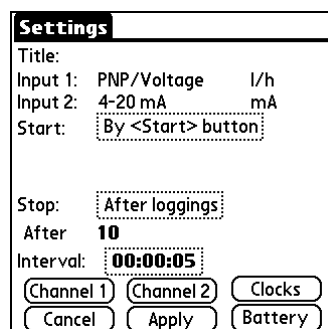 Settings
Title:
Input 1: PNP/Voltage l/h
Input 2: 4-20 mA mA
Start: By <Start> button
Stop: After loggings
After 10
Interval: 00:00:05
Channel 1 Channel 2 Clocks
Cancel Apply Battery